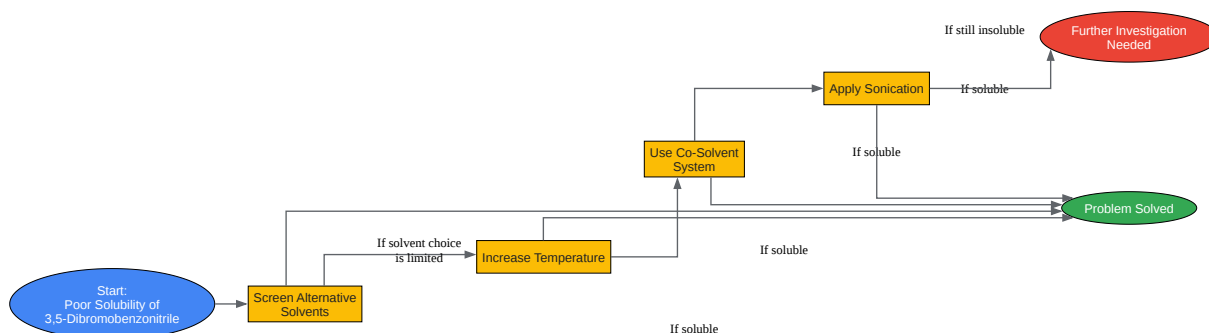 If still insoluble
Further Investigation
Needed
Apply Sonication
If soluble
Use Co-Solvent
System
If soluble
Problem Solved
If solvent choice
is limited
Increase Temperature
If soluble
Start:
Poor Solubility of
3,5-Dibromobenzonitrile
Screen Alternative
Solvents
If soluble